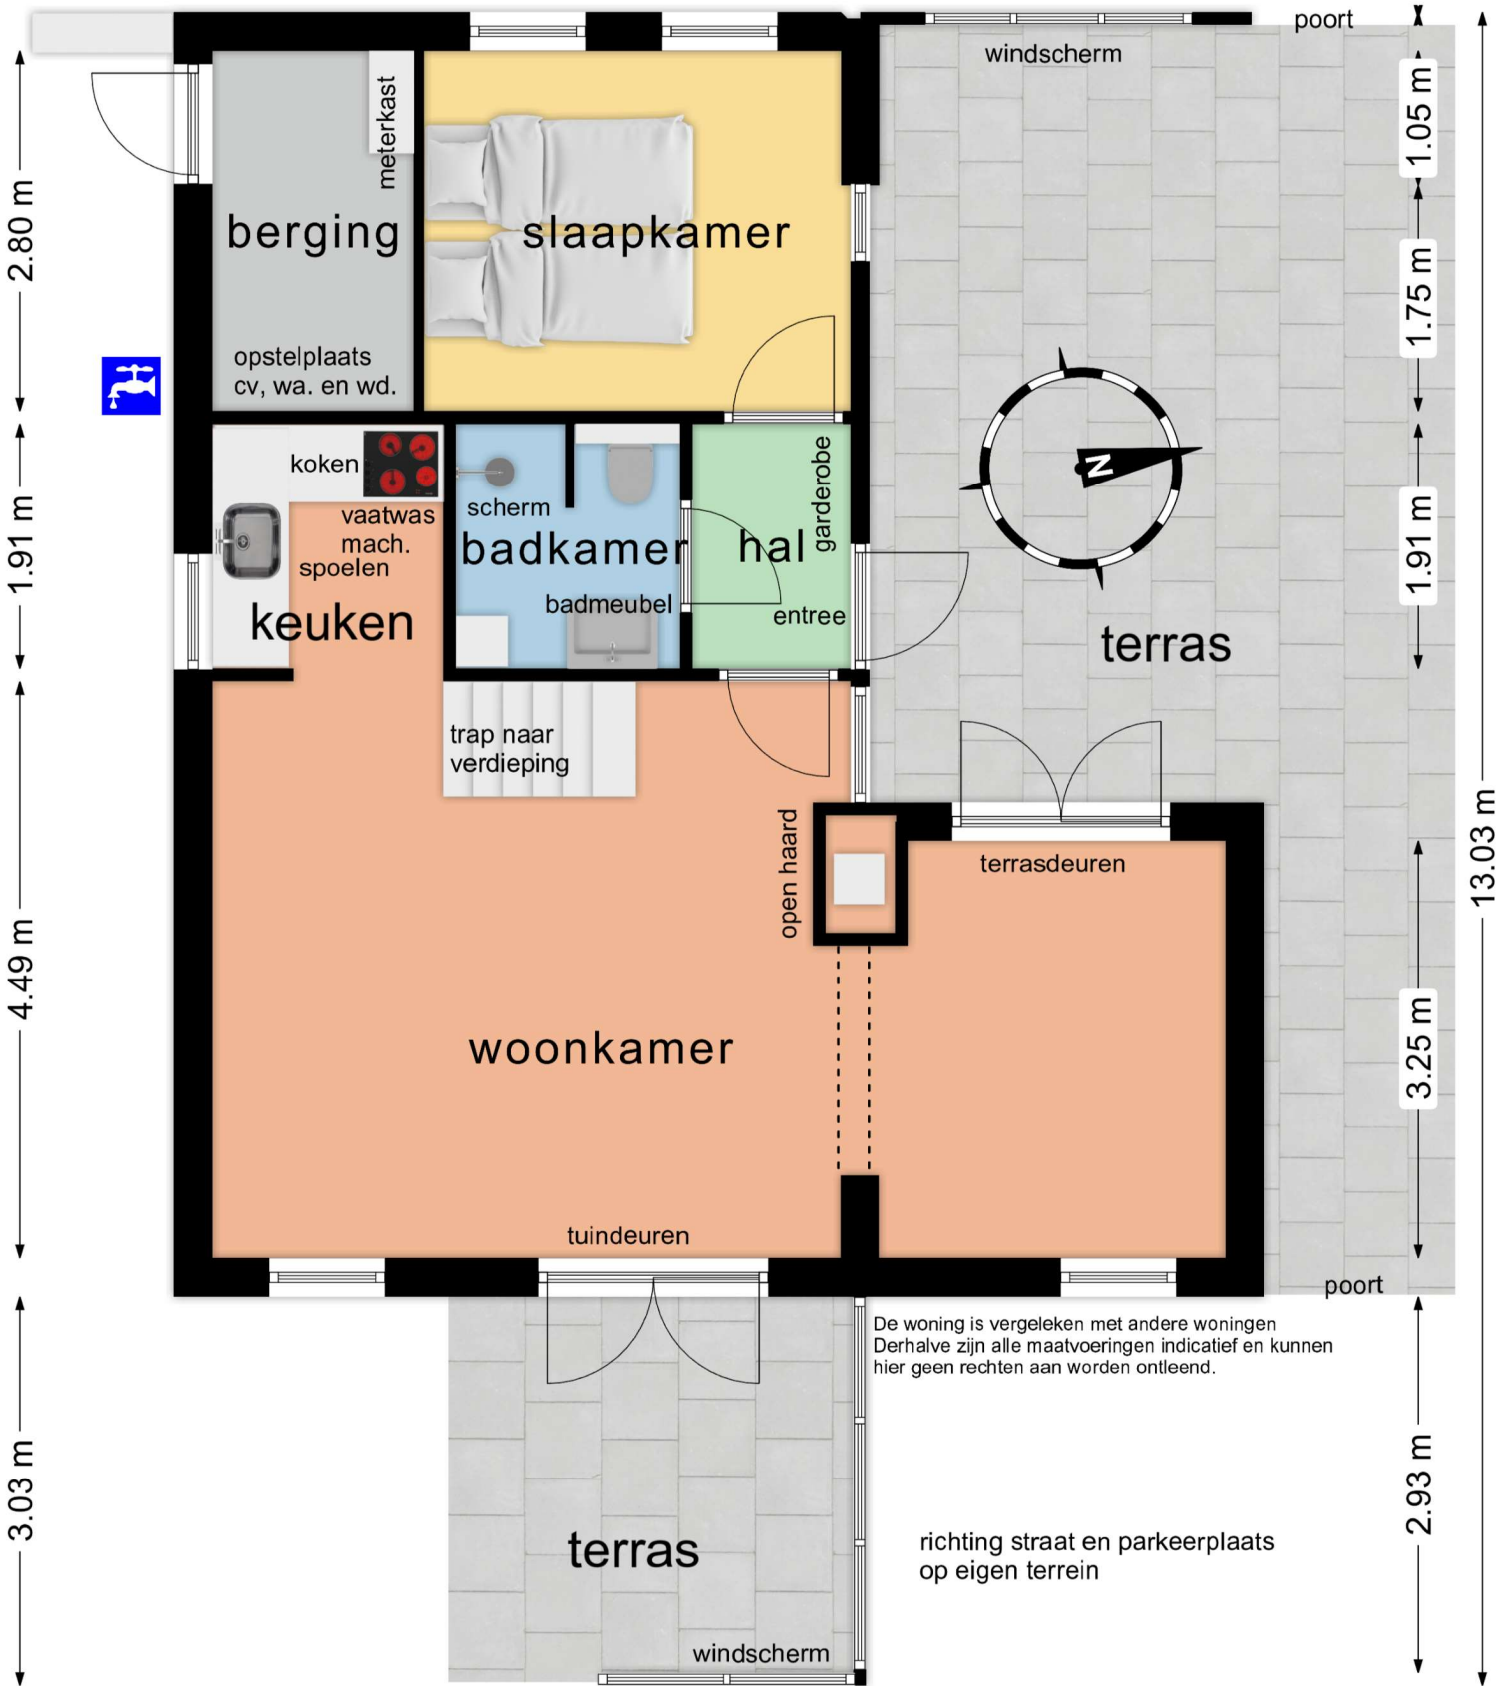 poort
windscherm
meterkast
berging
slaapkamer
opstelplaats
cv, wa. en wd.
koken
vaatwas
mach.
spoelen
keuken
scherm
badkamer
badmeubel
hal
garderobe
entree
N
terras
trap naar
verdieping
open haard
terrasdeuren
woonkamer
tuindeuren
poort
De woning is vergeleken met andere woningen
Derhalve zijn alle maatvoeringen indicatief en kunnen
hier geen rechten aan worden ontleend.
terras
windscherm
richting straat en parkeerplaats
op eigen terrein
2.80 m
1.91 m
4.49 m
3.03 m
1.05 m
1.75 m
1.91 m
3.25 m
2.93 m
13.03 m